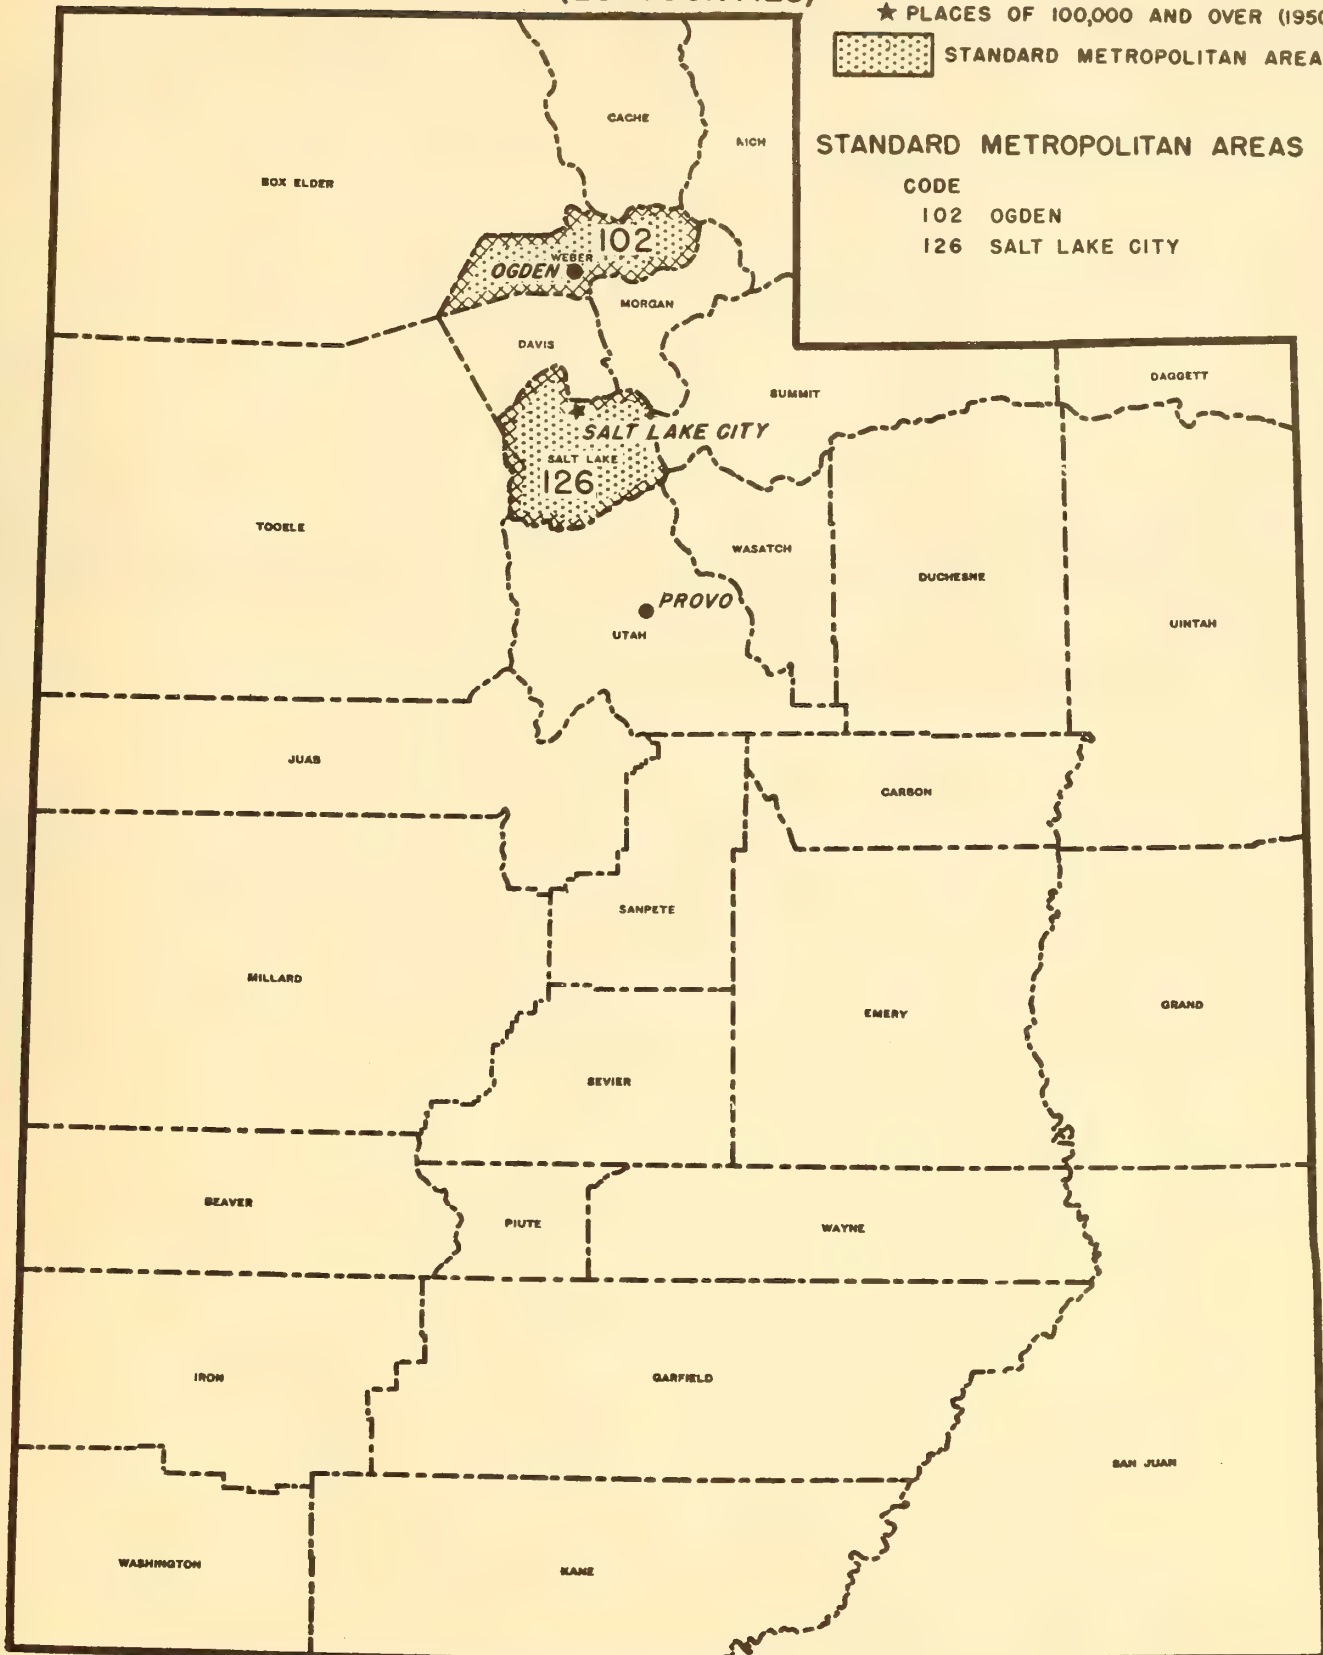 ★ PLACES OF 100,000 AND OVER (1950
STANDARD METROPOLITAN AREA
STANDARD METROPOLITAN AREAS
CODE
102 OGDEN
126 SALT LAKE CITY
CACHE
RICH
BOX ELDER
102
WEBER
OGDEN
MORGAN
DAVIS
DAGGETT
SUMMIT
SALT LAKE CITY
SALT LAKE
126
TOOELE
WASATCH
DUCHESNE
PROVO
UINTAH
UTAH
JUAB
CARBON
SANPETE
MILLARD
GRAND
EMERY
SEVIER
BEAVER
PIUTE
WAYNE
IRON
GARFIELD
SAN JUAN
WASHINGTON
KANE